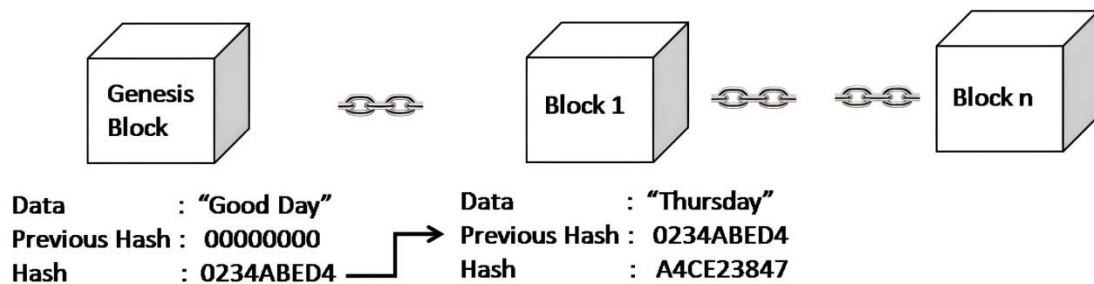 Genesis
Block
Block 1
Block n
Data : “Good Day”
Previous Hash : 00000000
Hash : 0234ABED4
Data : “Thursday”
Previous Hash : 0234ABED4
Hash : A4CE23847